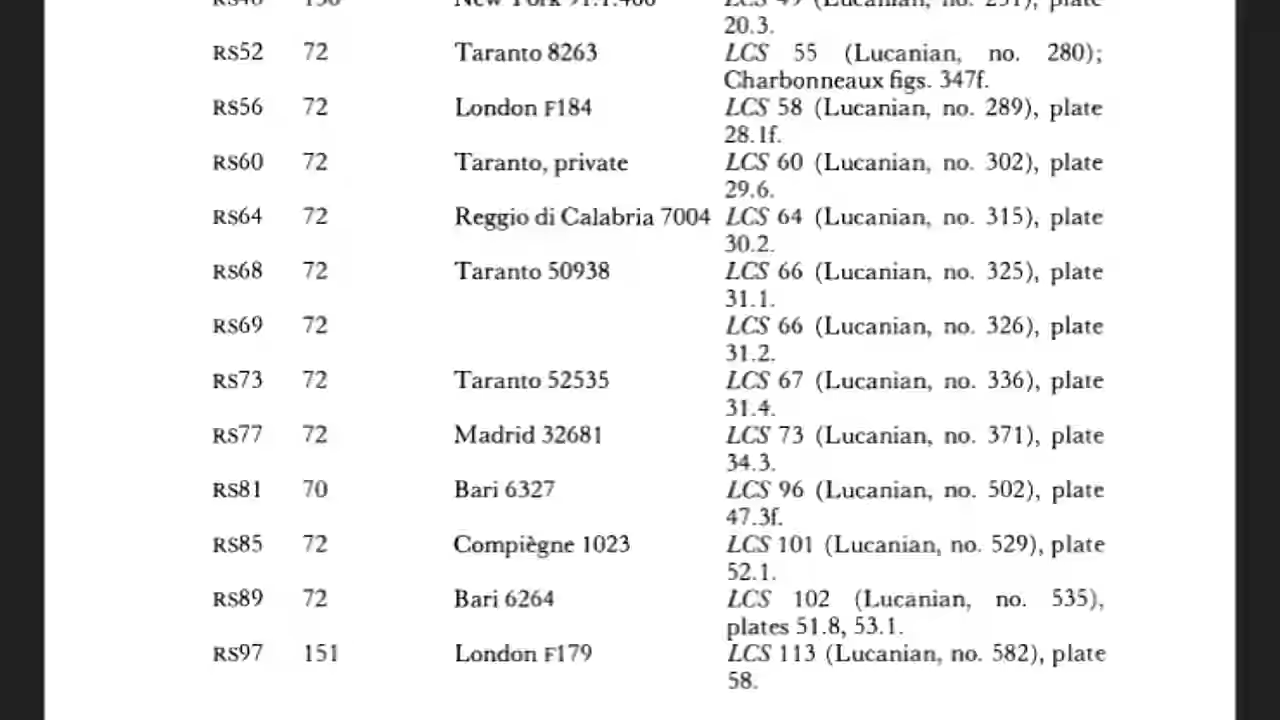 20.3.
RS52 72 Taranto 8263 LCS 55 (Lucanian, no. 280);
Charbonneaux figs. 347f.
RS56 72 London F184 LCS 58 (Lucanian, no. 289), plate
28.1f.
RS60 72 Taranto, private LCS 60 (Lucanian, no. 302), plate
29.6.
RS64 72 Reggio di Calabria 7004 LCS 64 (Lucanian, no. 315), plate
30.2.
RS68 72 Taranto 50938 LCS 66 (Lucanian, no. 325), plate
31.1.
RS69 72 LCS 66 (Lucanian, no. 326), plate
31.2.
RS73 72 Taranto 52535 LCS 67 (Lucanian, no. 336), plate
31.4.
RS77 72 Madrid 32681 LCS 73 (Lucanian, no. 371), plate
34.3.
RS81 70 Bari 6327 LCS 96 (Lucanian, no. 502), plate
47.3f.
RS85 72 Compiègne 1023 LCS 101 (Lucanian, no. 529), plate
52.1.
RS89 72 Bari 6264 LCS 102 (Lucanian, no. 535),
plates 51.8, 53.1.
RS97 151 London F179 LCS 113 (Lucanian, no. 582), plate
58.